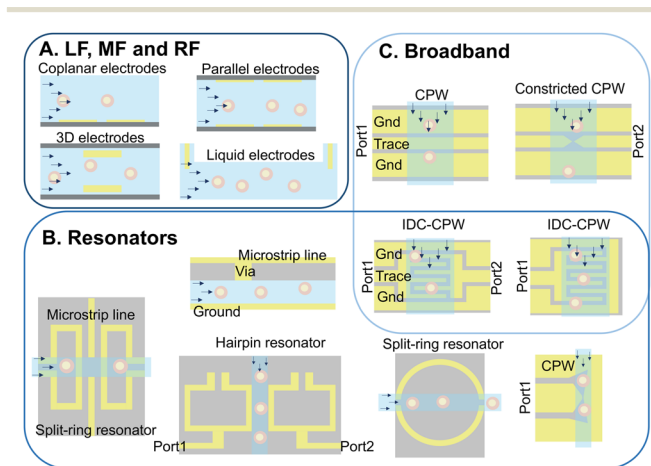 A. LF, MF and RF
Coplanar electrodes
Parallel electrodes
3D electrodes
Liquid electrodes
C. Broadband
CPW
Constricted CPW
Port1
Gnd
Trace
Gnd
Port2
B. Resonators
Microstrip line
Via
Ground
IDC-CPW
IDC-CPW
Port1
Gnd
Trace
Gnd
Port2
Port1
Microstrip line
Split-ring resonator
Hairpin resonator
Port1
Port2
Split-ring resonator
CPW
Port1